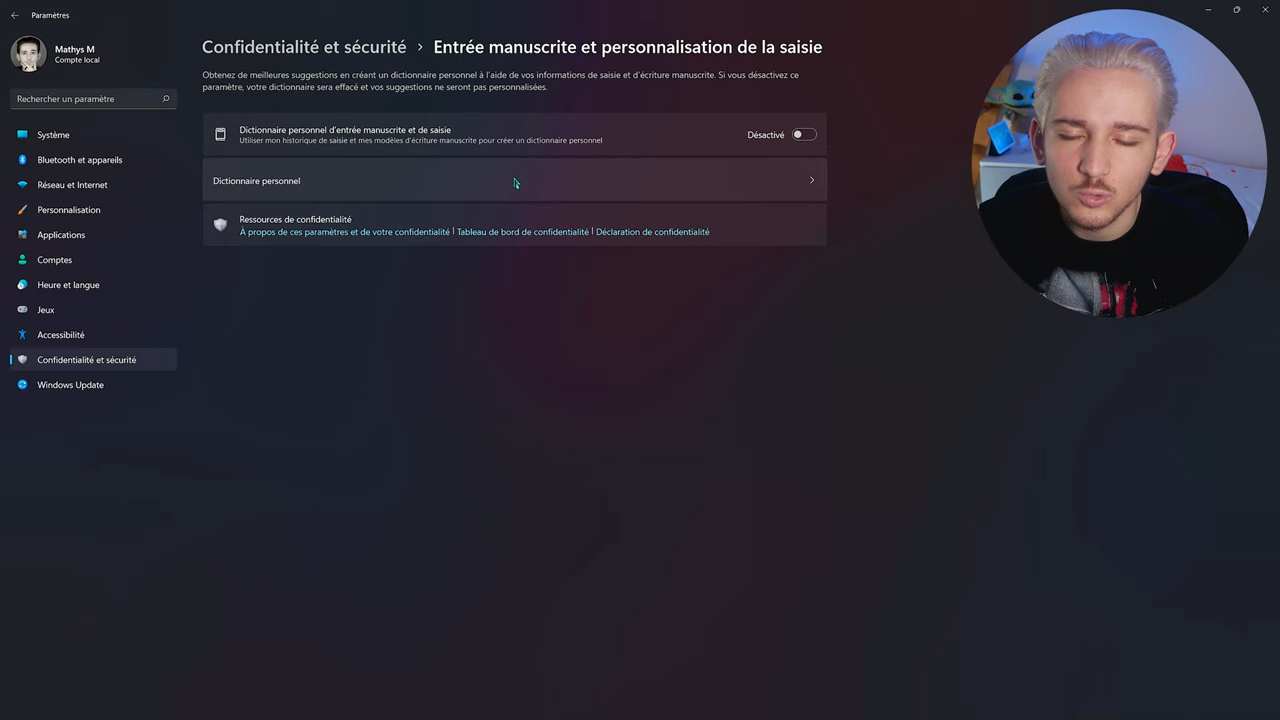 Paramètres
Mathys M
Compte local
Rechercher un paramètre
Système
Bluetooth et appareils
Réseau et Internet
Personnalisation
Applications
Comptes
Heure et langue
Jeux
Accessibilité
Confidentialité et sécurité
Windows Update
Confidentialité et sécurité › Entrée manuscrite et personnalisation de la saisie
Obtenez de meilleures suggestions en créant un dictionnaire personnel à l'aide de vos informations de saisie et d'écriture manuscrite. Si vous désactivez ce
paramètre, votre dictionnaire sera effacé et vos suggestions ne seront pas personnalisées.
Dictionnaire personnel d'entrée manuscrite et de saisie
Utiliser mon historique de saisie et mes modèles d'écriture manuscrite pour créer un dictionnaire personnel
Désactivé
Dictionnaire personnel
Ressources de confidentialité
À propos de ces paramètres et de votre confidentialité | Tableau de bord de confidentialité | Déclaration de confidentialité